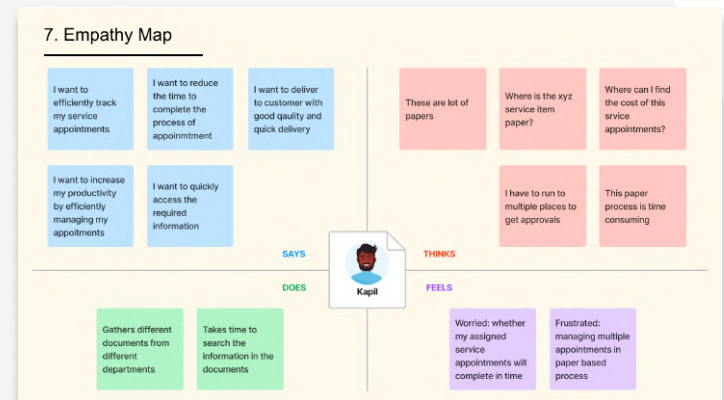 7. Empathy Map
I want to
efficiently track
my service
appointments
I want to reduce
the time to
complete the
process of
appoinmtment
I want to deliver
to customer with
good qaulity and
quick delivery
These are lot of
papers
Where is the xyz
service item
paper?
Where can I find
the cost of this
srvice
appointments?
I want to increase
my productivity
by efficiently
managing my
appoitments
I want to quickly
access the
required
information
I have to run to
multiple places to
get approvals
This paper
process is time
consuming
SAYS
THINKS
Kapil
DOES
FEELS
Gathers different
documents from
different
departments
Takes time to
search the
information in the
documents
Worried: whether
my assigned
service
appointments will
complete in time
Frustrated:
managing multiple
appointments in
paper based
process